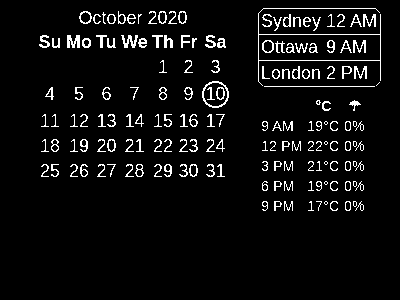 October 2020
Su Mo Tu We Th Fr Sa
1 2 3
4 5 6 7 8 9 10
11 12 13 14 15 16 17
18 19 20 21 22 23 24
25 26 27 28 29 30 31
Sydney 12 AM
Ottawa 9 AM
London 2 PM
°C ☂
9 AM 19°C 0%
12 PM 22°C 0%
3 PM 21°C 0%
6 PM 19°C 0%
9 PM 17°C 0%